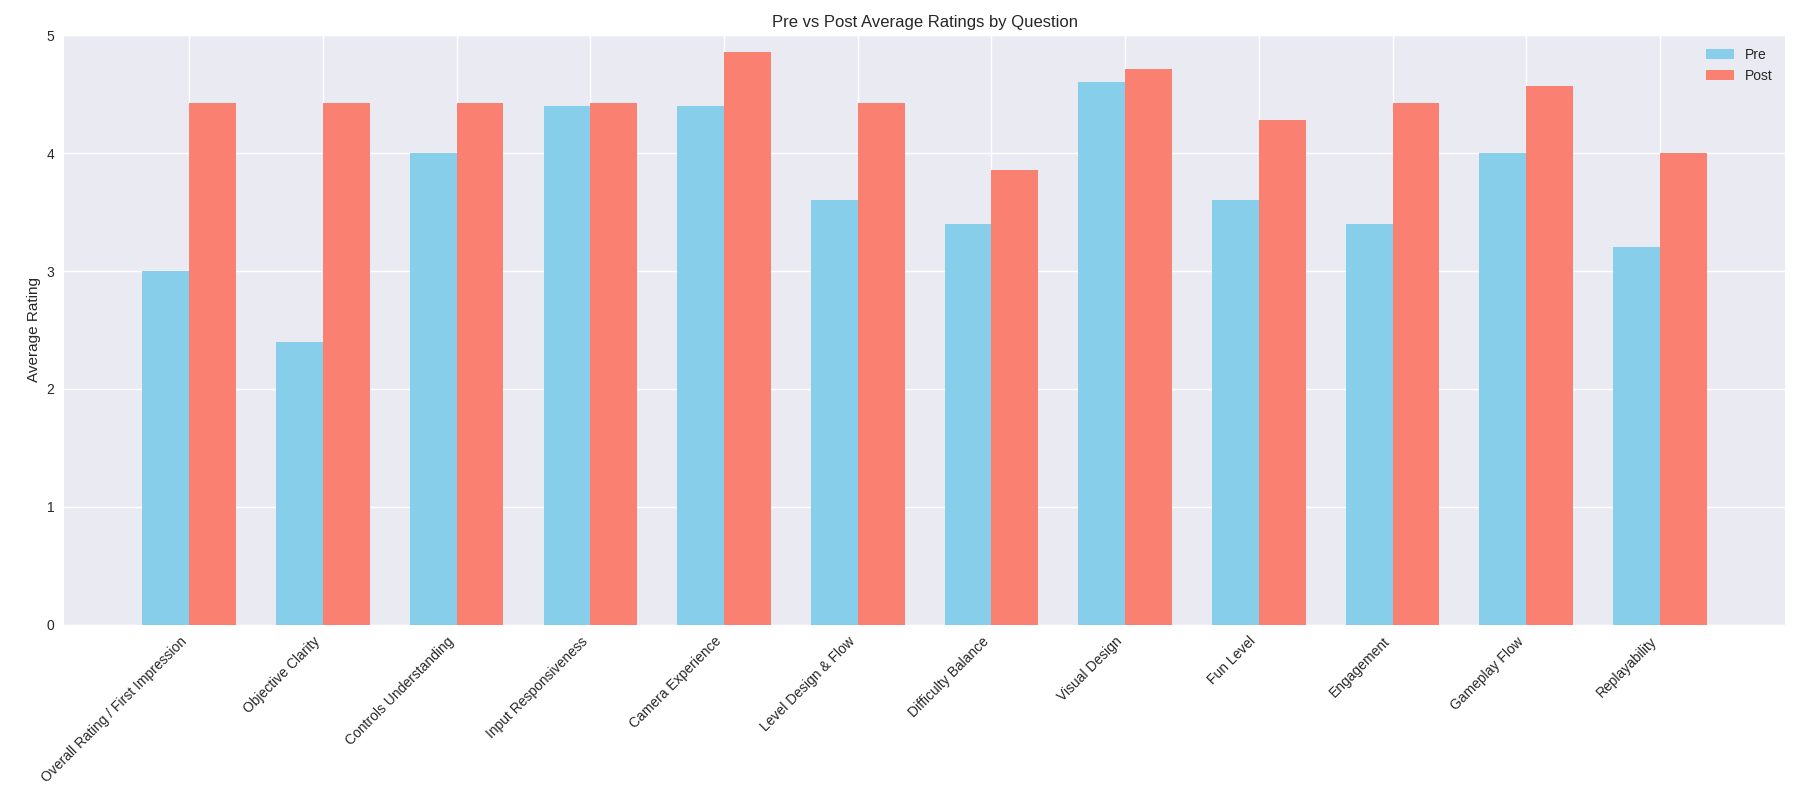 Pre vs Post Average Ratings by Question
Pre
Post
Average Rating
5
4
3
2
1
0
Overall Rating / First Impression
Objective Clarity
Controls Understanding
Input Responsiveness
Camera Experience
Level Design & Flow
Difficulty Balance
Visual Design
Fun Level
Engagement
Gameplay Flow
Replayability